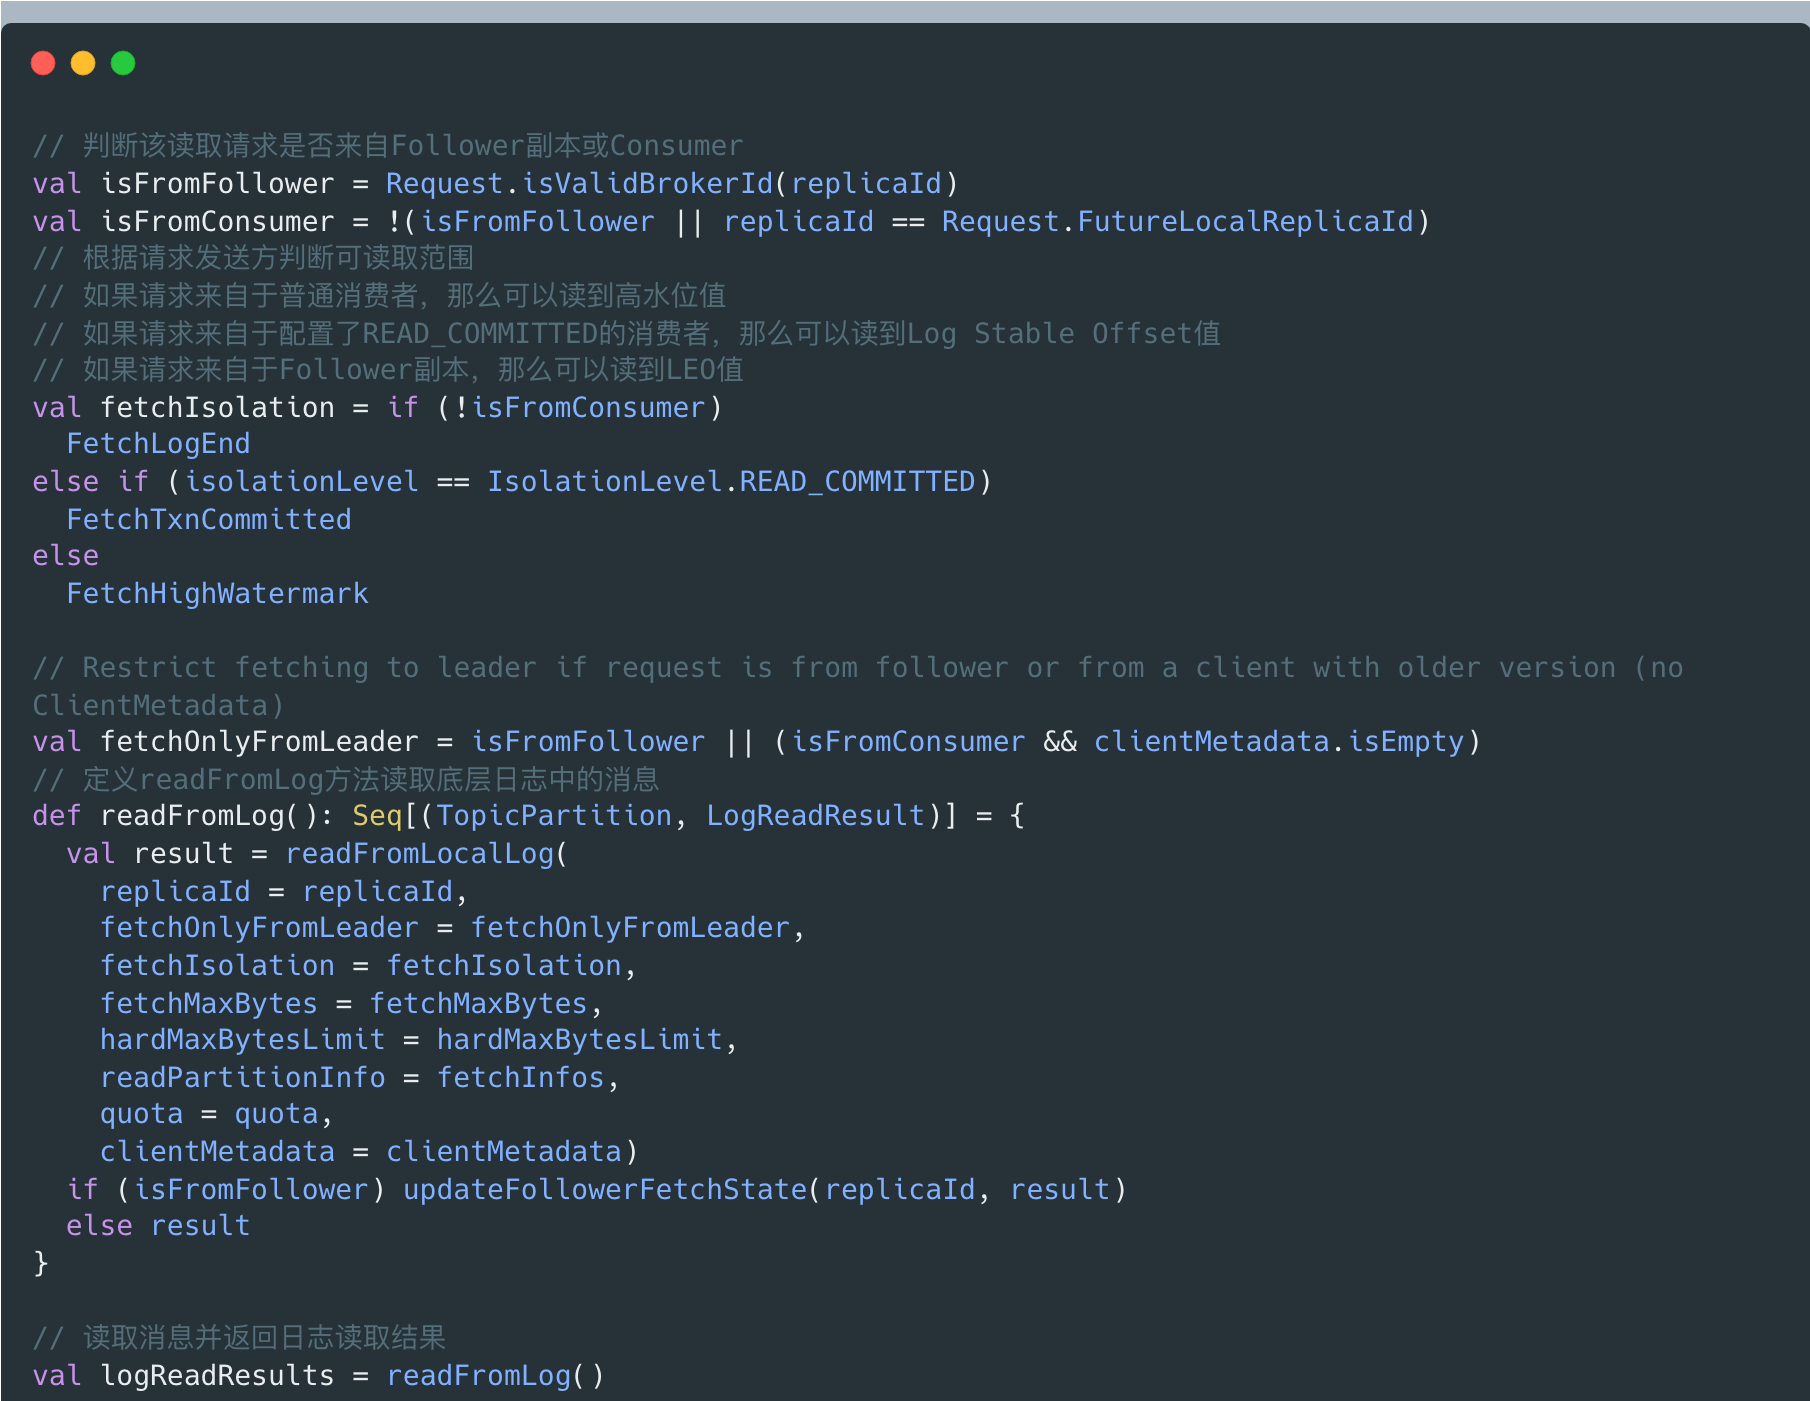 // 判断该读取请求是否来自Follower副本或Consumer
val isFromFollower = Request.isValidBrokerId(replicaId)
val isFromConsumer = !(isFromFollower || replicaId == Request.FutureLocalReplicaId)
// 根据请求发送方判断可读取范围
// 如果请求来自于普通消费者，那么可以读到高水位值
// 如果请求来自于配置了READ_COMMITTED的消费者，那么可以读到Log Stable Offset值
// 如果请求来自于Follower副本，那么可以读到LEO值
val fetchIsolation = if (!isFromConsumer)
  FetchLogEnd
else if (isolationLevel == IsolationLevel.READ_COMMITTED)
  FetchTxnCommitted
else
  FetchHighWatermark

// Restrict fetching to leader if request is from follower or from a client with older version (no
ClientMetadata)
val fetchOnlyFromLeader = isFromFollower || (isFromConsumer && clientMetadata.isEmpty)
// 定义readFromLog方法读取底层日志中的消息
def readFromLog(): Seq[(TopicPartition, LogReadResult)] = {
  val result = readFromLocalLog(
    replicaId = replicaId,
    fetchOnlyFromLeader = fetchOnlyFromLeader,
    fetchIsolation = fetchIsolation,
    fetchMaxBytes = fetchMaxBytes,
    hardMaxBytesLimit = hardMaxBytesLimit,
    readPartitionInfo = fetchInfos,
    quota = quota,
    clientMetadata = clientMetadata)
  if (isFromFollower) updateFollowerFetchState(replicaId, result)
  else result
}

// 读取消息并返回日志读取结果
val logReadResults = readFromLog()